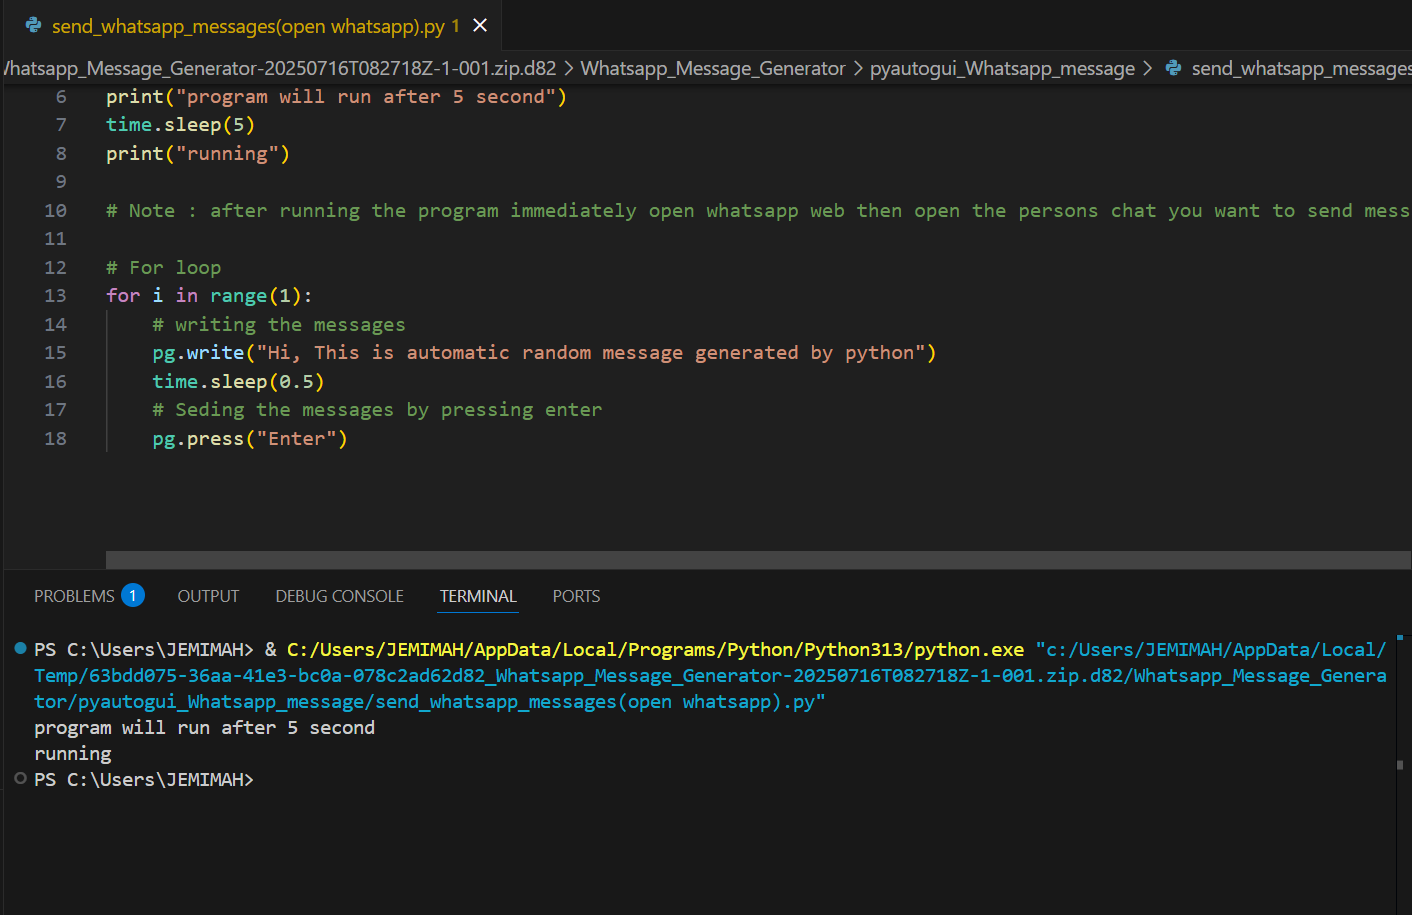 send_whatsapp_messages(open whatsapp).py 1
Whatsapp_Message_Generator-20250716T082718Z-1-001.zip.d82 > Whatsapp_Message_Generator > pyautogui_Whatsapp_message > send_whatsapp_messages
6 print("program will run after 5 second")
7 time.sleep(5)
8 print("running")
9
10 # Note : after running the program immediately open whatsapp web then open the persons chat you want to send mess
11
12 # For loop
13 for i in range(1):
14 # writing the messages
15 pg.write("Hi, This is automatic random message generated by python")
16 time.sleep(0.5)
17 # Seding the messages by pressing enter
18 pg.press("Enter")
PROBLEMS 1 OUTPUT DEBUG CONSOLE TERMINAL PORTS
PS C:\Users\JEMIMAH> & C:/Users/JEMIMAH/AppData/Local/Programs/Python/Python313/python.exe "c:/Users/JEMIMAH/AppData/Local/
Temp/63bdd075-36aa-41e3-bc0a-078c2ad62d82_Whatsapp_Message_Generator-20250716T082718Z-1-001.zip.d82/Whatsapp_Message_Genera
tor/pyautogui_Whatsapp_message/send_whatsapp_messages(open whatsapp).py"
program will run after 5 second
running
PS C:\Users\JEMIMAH>